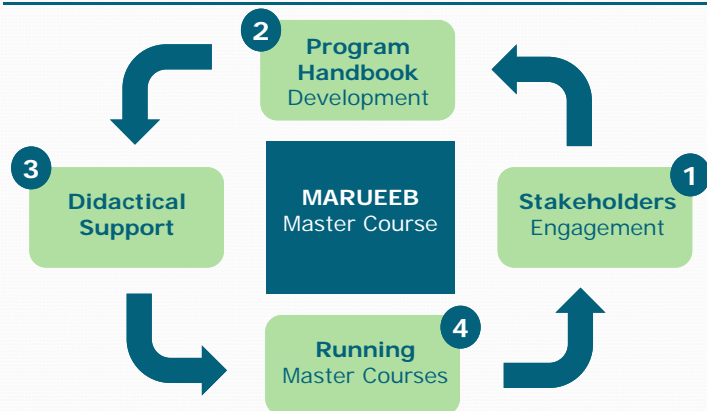 2
Program
Handbook
Development
3
Didactical
Support
MARUEEB
Master Course
1
Stakeholders
Engagement
4
Running
Master Courses